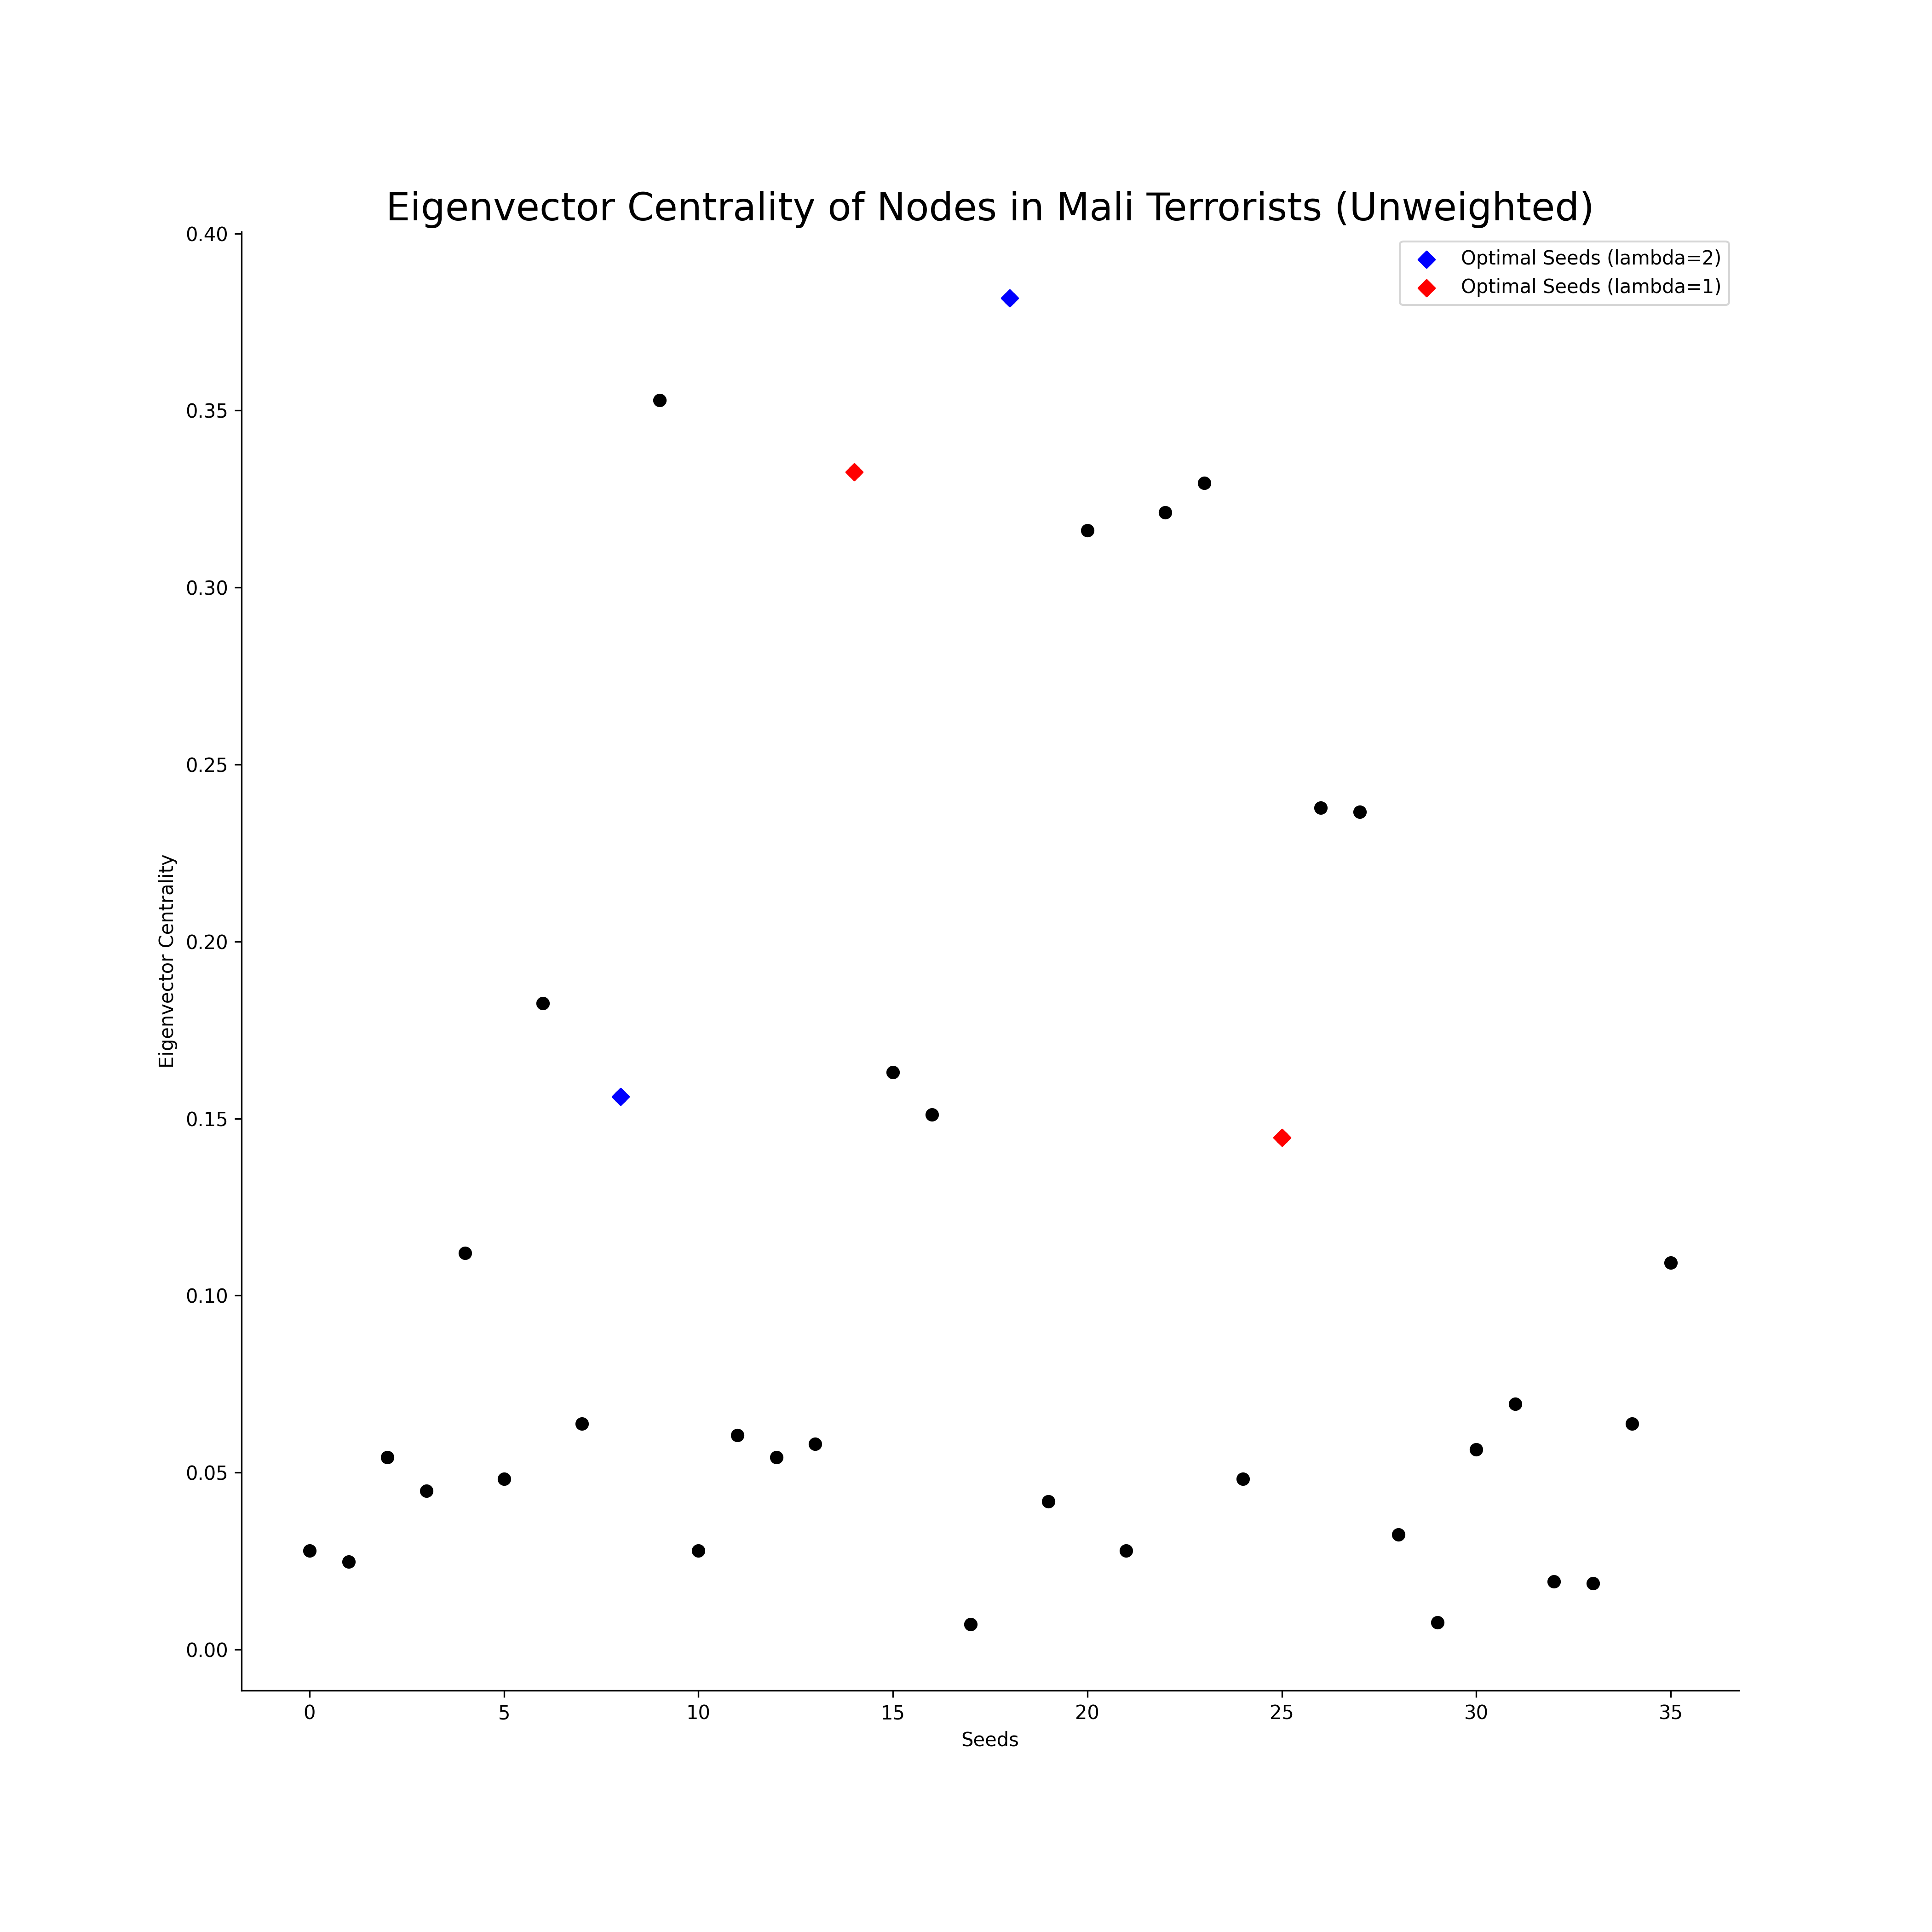 Eigenvector Centrality of Nodes in Mali Terrorists (Unweighted)
Optimal Seeds (lambda=2)
Optimal Seeds (lambda=1)
Eigenvector Centrality
0.40
0.35
0.30
0.25
0.20
0.15
0.10
0.05
0.00
0 5 10 15 20 25 30 35
Seeds